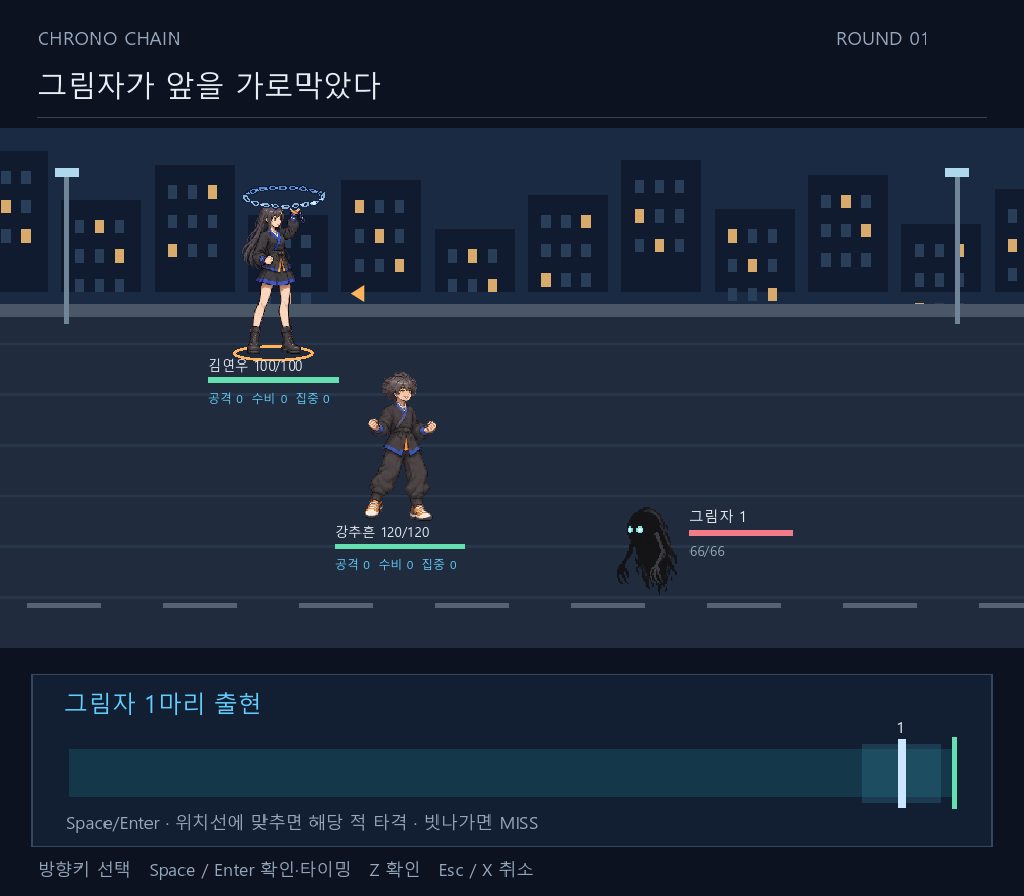 CHRONO CHAIN
ROUND 01
그림자가 앞을 가로막았다
김연우 100/100
공격 0 수비 0 집중 0
강추흔 120/120
공격 0 수비 0 집중 0
그림자 1
66/66
그림자 1마리 출현
1
Space/Enter · 위치선에 맞추면 해당 적 타격 · 빗나가면 MISS
방향키 선택 Space / Enter 확인·타이밍 Z 확인 Esc / X 취소